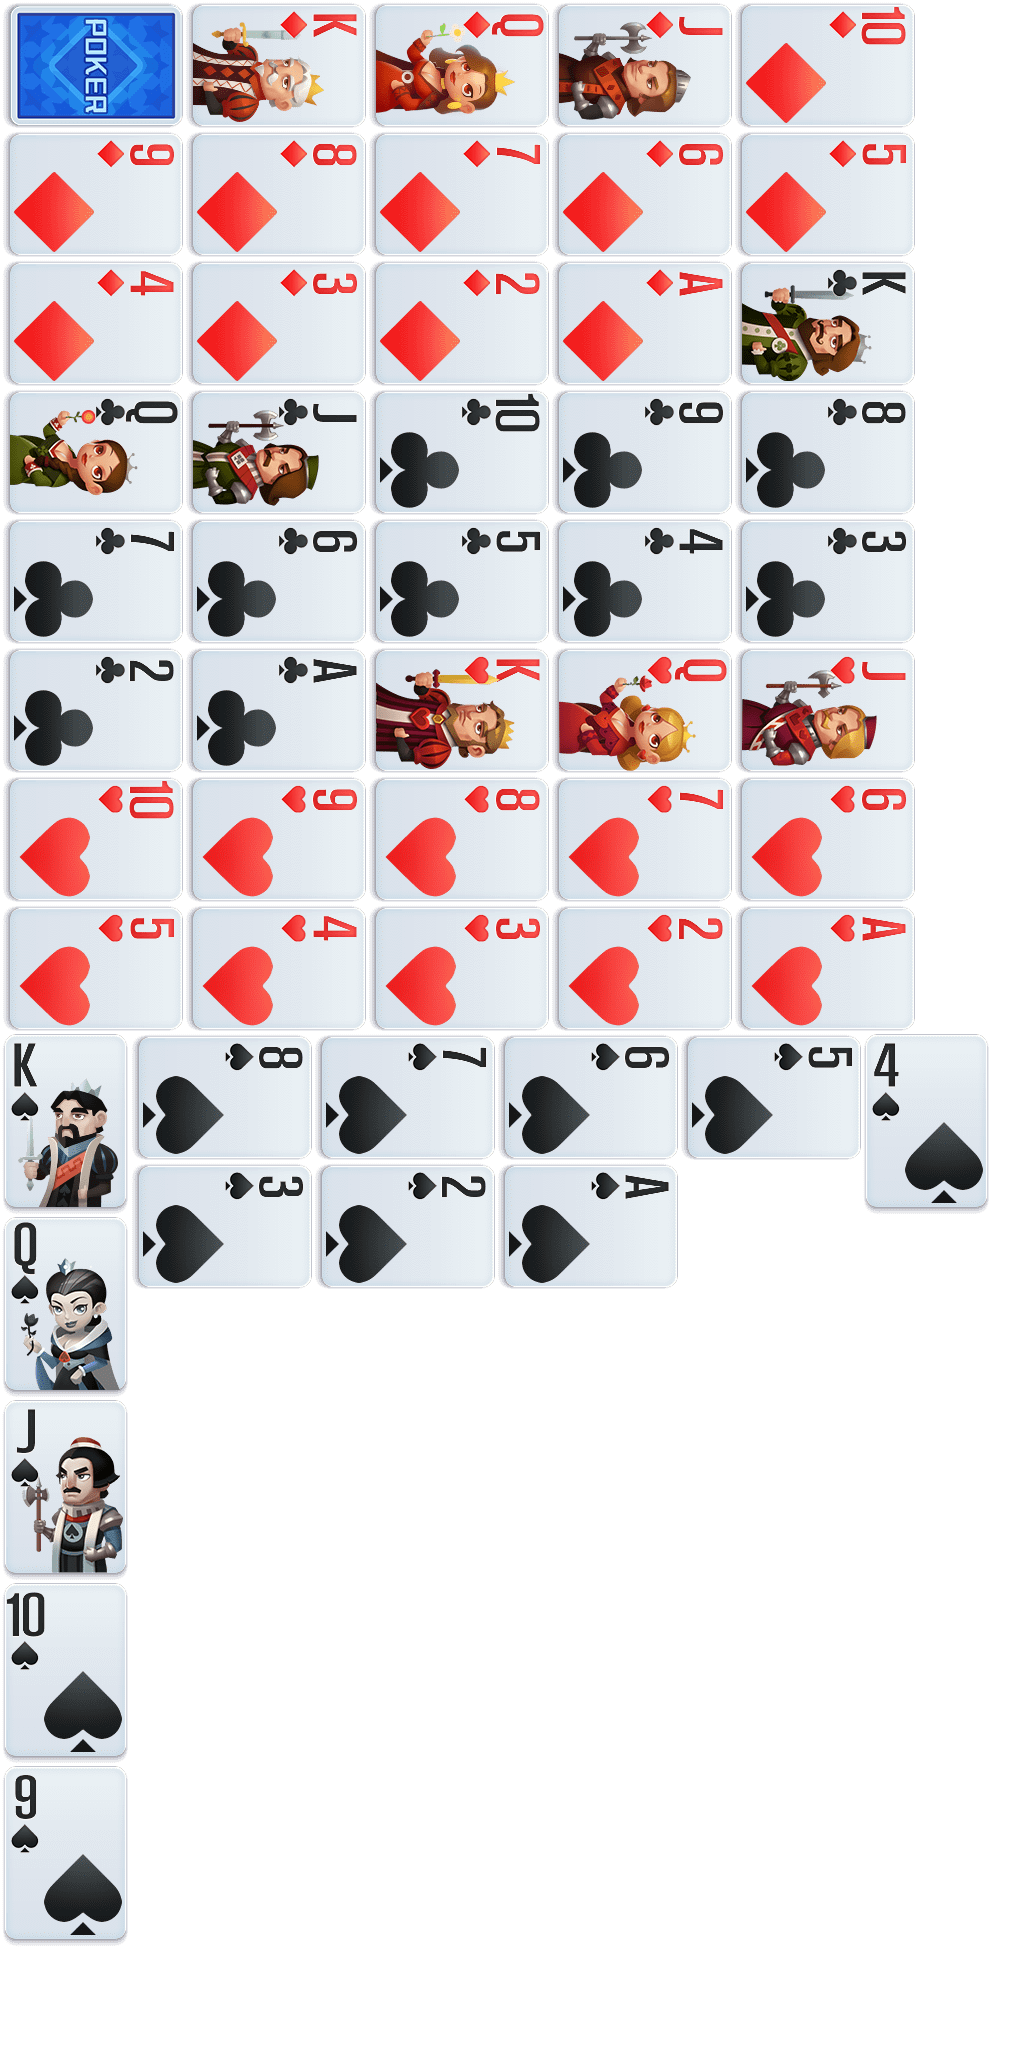 POKER K Q J 10
9 8 7 6 5
4 3 2 A K
Q J 10 9 8
7 6 5 4 3
2 A K Q J
10 9 8 7 6
5 4 3 2 A
K 8 7 6 5 4
3 2 A
Q
J
10
9